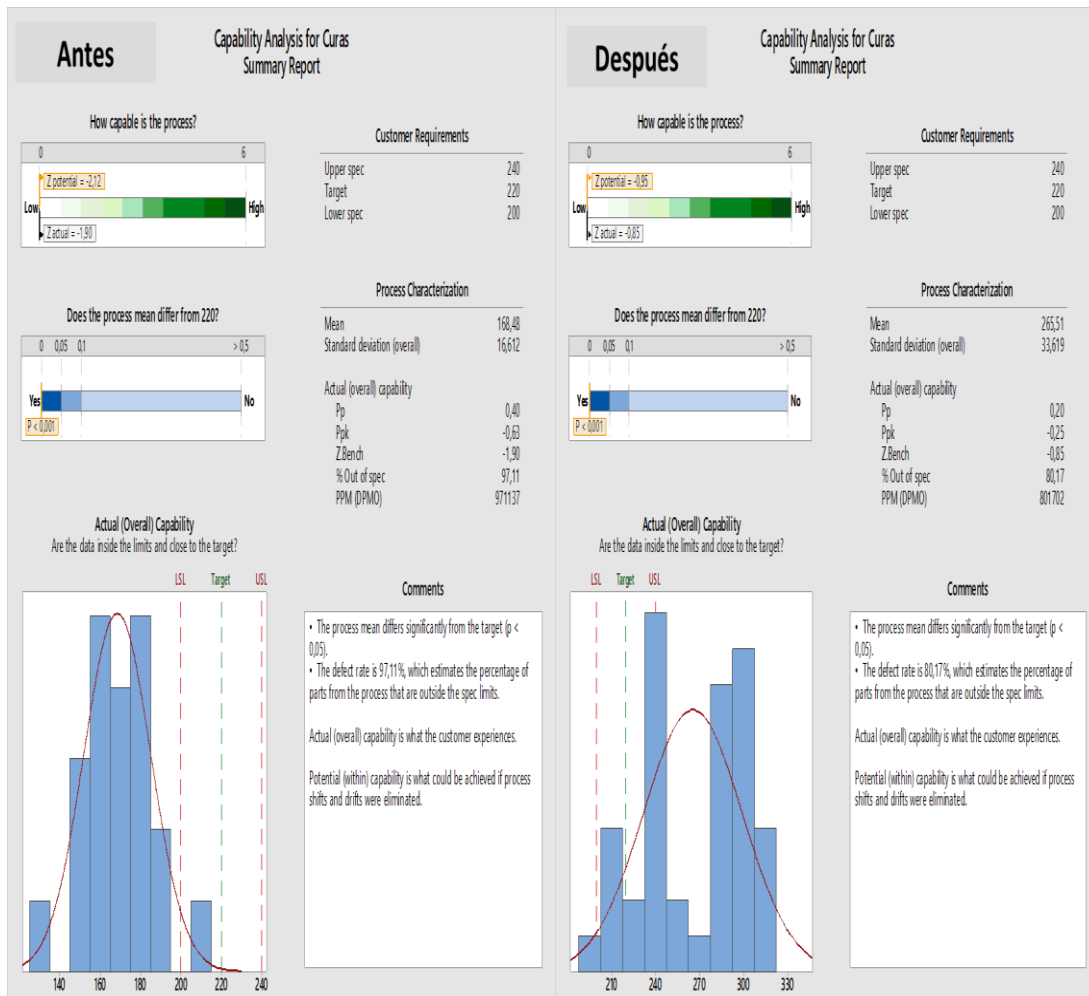 Antes
Capability Analysis for Curas
Summary Report
How capable is the process?
0 6
Z potential = -2,12
Low High
Z actual = -1,90
Customer Requirements
Upper spec 240
Target 220
Lower spec 200
Does the process mean differ from 220?
0 0,05 0,1 > 0,5
Yes No
P < 0,001
Process Characterization
Mean 168,48
Standard deviation (overall) 16,612
Actual (overall) capability
Pp 0,40
Ppk -0,63
Z.Bench -1,90
% Out of spec 97,11
PPM (DPMO) 971137
Actual (Overall) Capability
Are the data inside the limits and close to the target?
LSL Target USL
140 160 180 200 220 240
Comments
• The process mean differs significantly from the target (p <
0,05).
• The defect rate is 97,11%, which estimates the percentage of
parts from the process that are outside the spec limits.
Actual (overall) capability is what the customer experiences.
Potential (within) capability is what could be achieved if process
shifts and drifts were eliminated.
Después
Capability Analysis for Curas
Summary Report
How capable is the process?
0 6
Z potential = -0,95
Low High
Z actual = -0,85
Customer Requirements
Upper spec 240
Target 220
Lower spec 200
Does the process mean differ from 220?
0 0,05 0,1 > 0,5
Yes No
P < 0,001
Process Characterization
Mean 265,51
Standard deviation (overall) 33,619
Actual (overall) capability
Pp 0,20
Ppk -0,25
Z.Bench -0,85
% Out of spec 80,17
PPM (DPMO) 801702
Actual (Overall) Capability
Are the data inside the limits and close to the target?
LSL Target USL
210 240 270 300 330
Comments
• The process mean differs significantly from the target (p <
0,05).
• The defect rate is 80,17%, which estimates the percentage of
parts from the process that are outside the spec limits.
Actual (overall) capability is what the customer experiences.
Potential (within) capability is what could be achieved if process
shifts and drifts were eliminated.